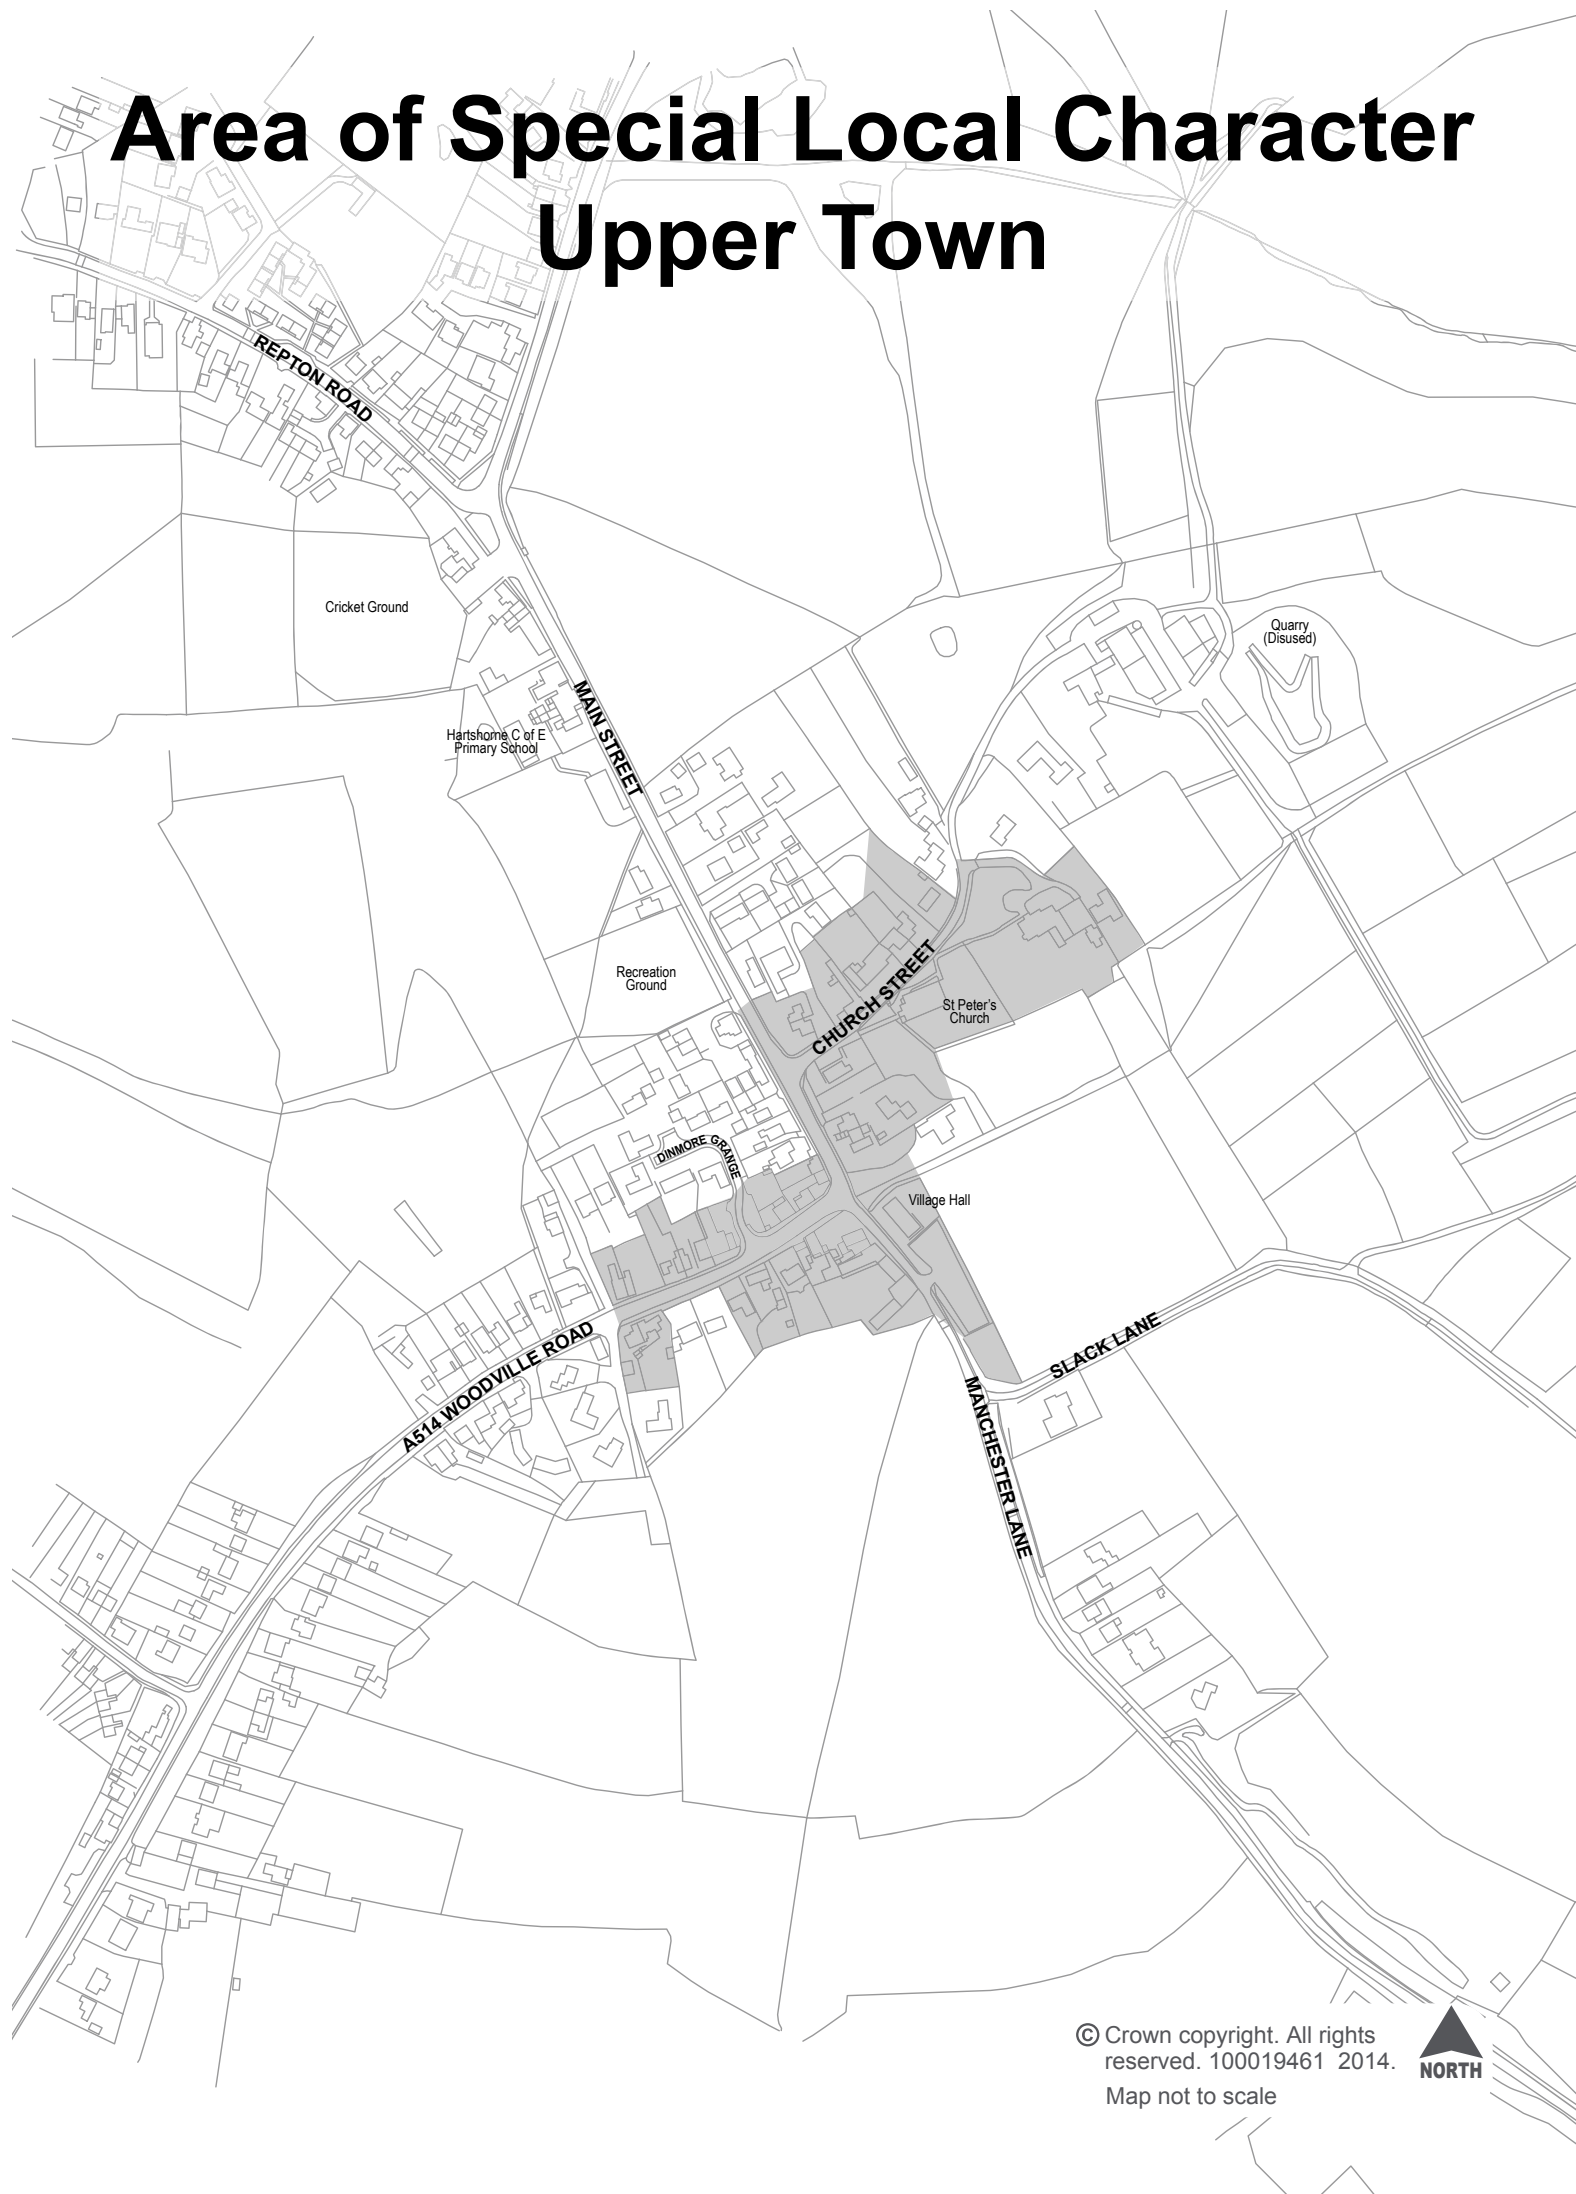 Area of Special Local Character
Upper Town
REPTON ROAD
Cricket Ground
Quarry
(Disused)
MAIN STREET
Hartshorne C of E
Primary School
Recreation
Ground
CHURCH STREET
St Peter's
Church
DINMORE GRANGE
Village Hall
A514 WOODVILLE ROAD
SLACK LANE
MANCHESTER LANE
© Crown copyright. All rights
reserved. 100019461 2014.
Map not to scale
NORTH